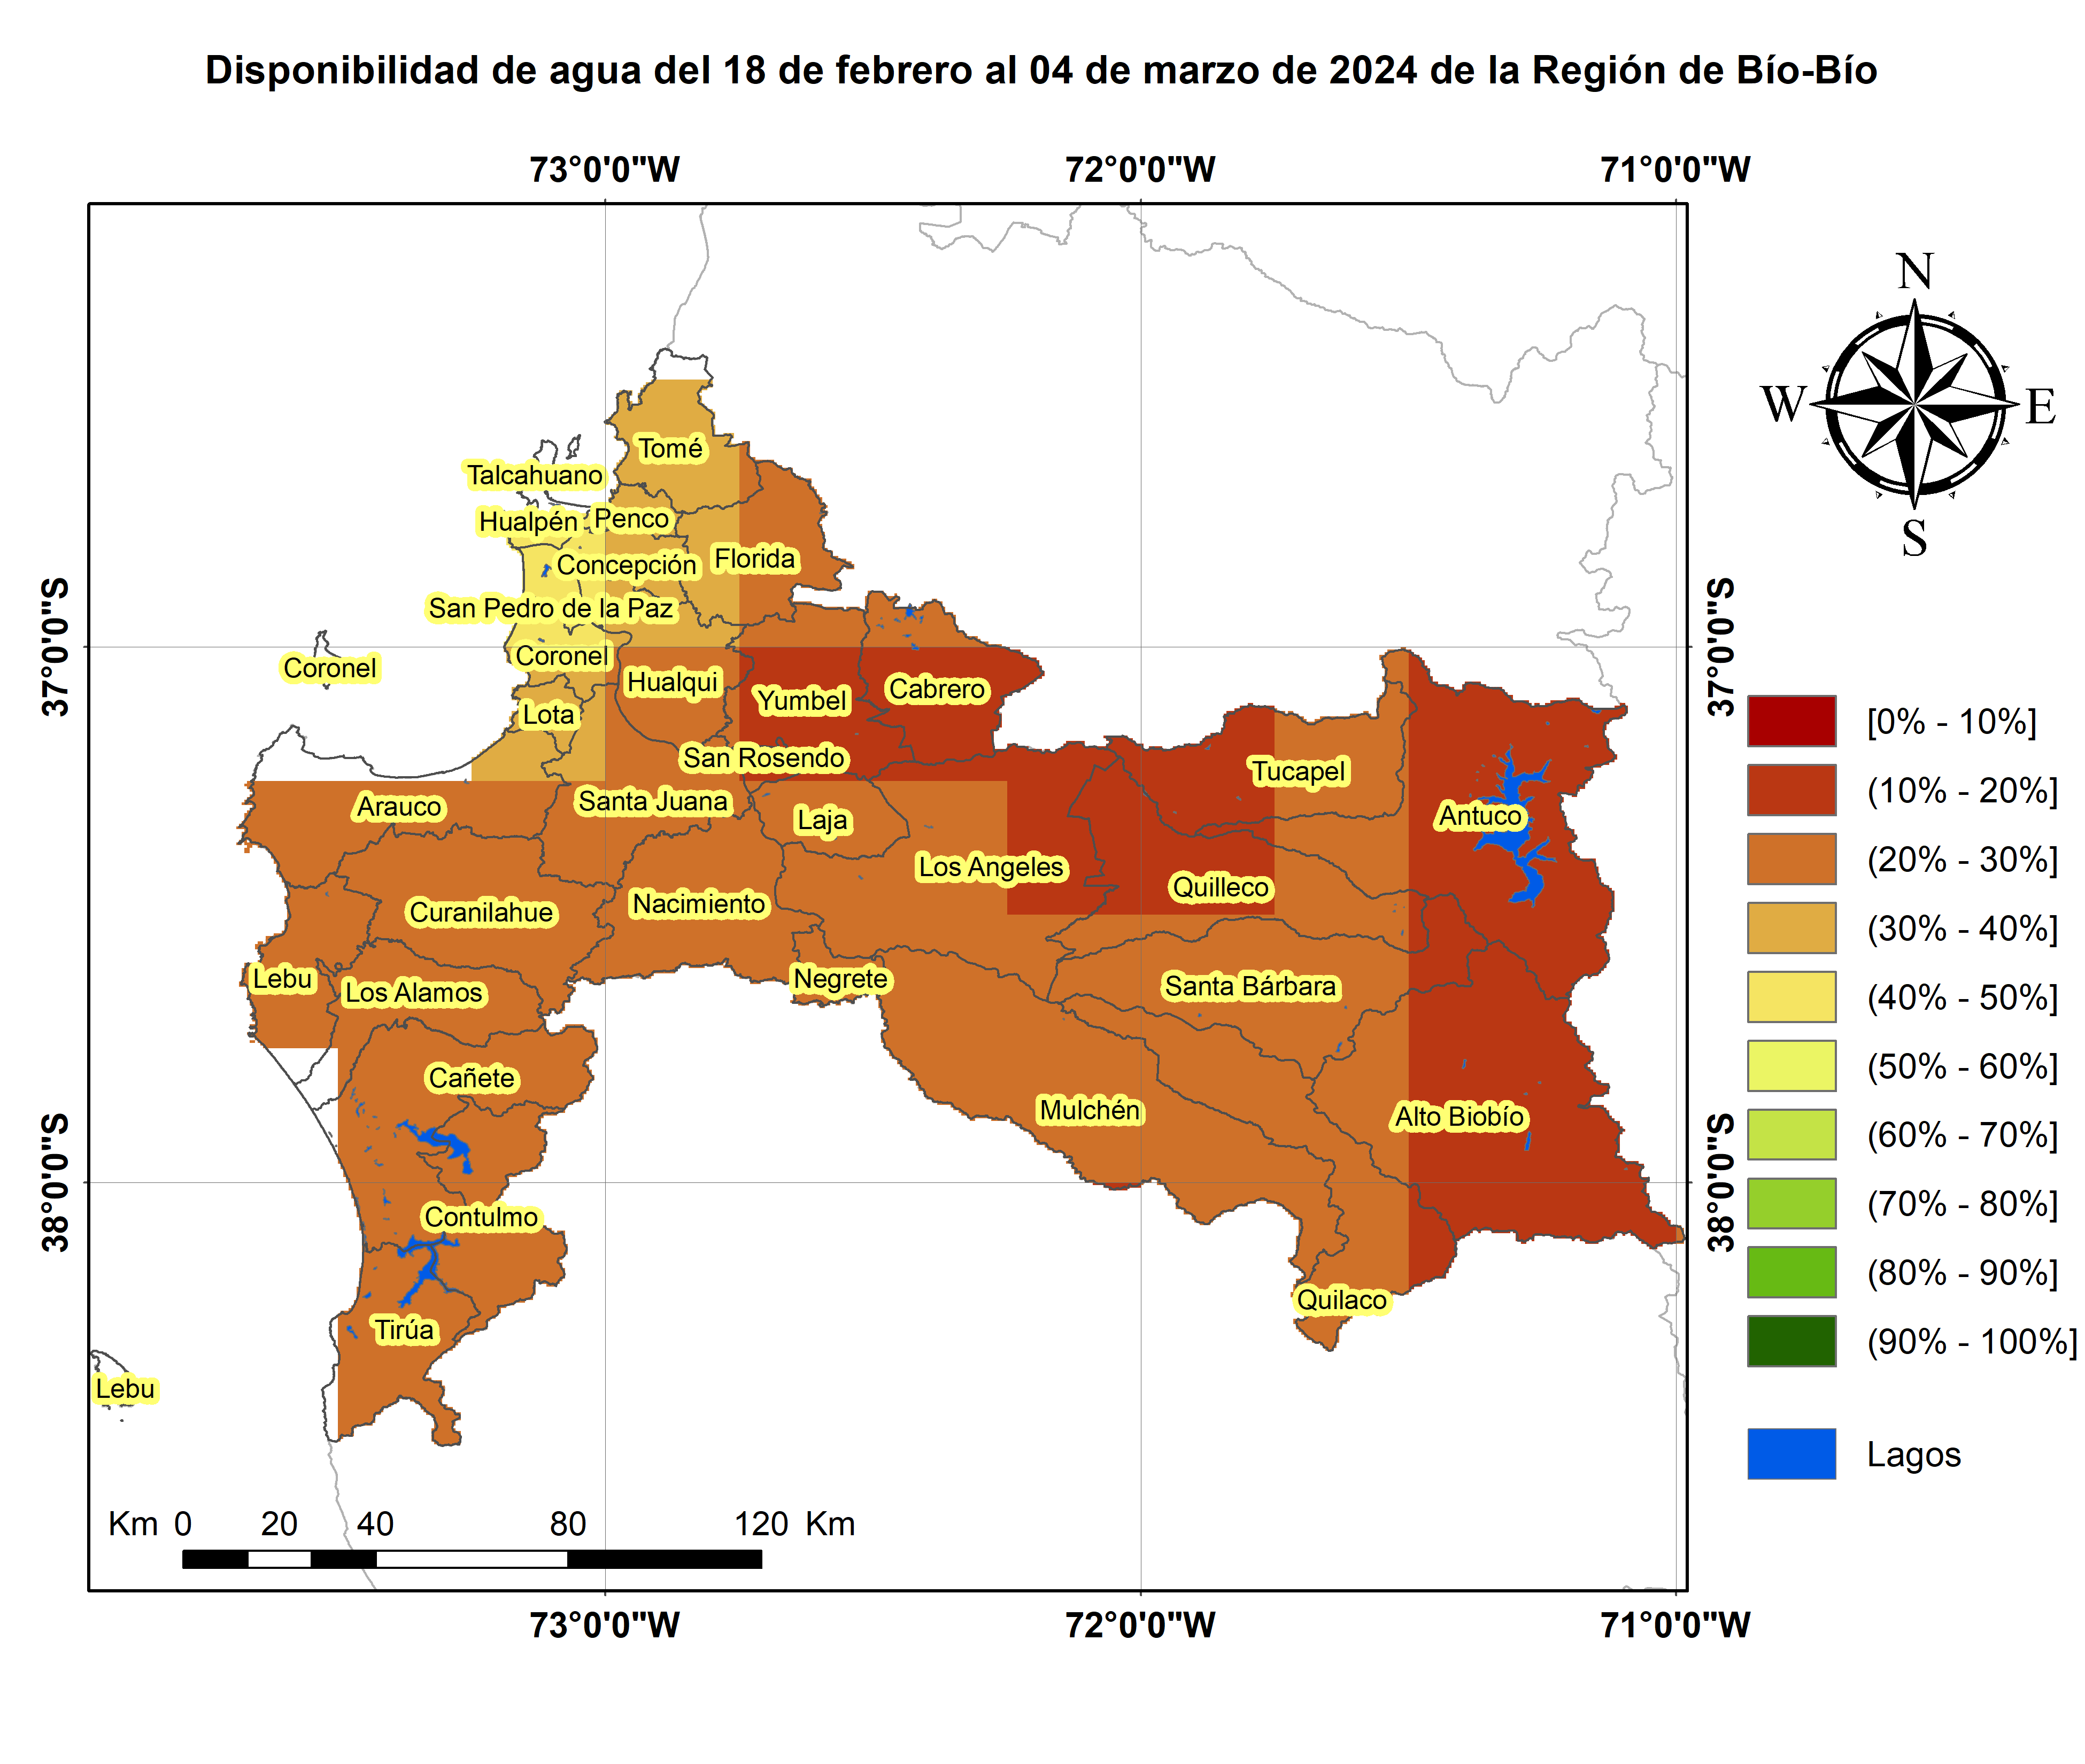 Disponibilidad de agua del 18 de febrero al 04 de marzo de 2024 de la Región de Bío-Bío
73°0'0"W 72°0'0"W 71°0'0"W
N
W E
S
Tomé
Talcahuano
Hualpén Penco
Concepción Florida
San Pedro de la Paz
37°0'0"S
37°0'0"S
Coronel
Coronel
Hualqui
Yumbel
Cabrero
Lota
San Rosendo
Tucapel
Arauco
Santa Juana
Laja
Antuco
Los Angeles
Quilleco
Curanilahue
Nacimiento
Lebu
Los Alamos
Negrete
Santa Bárbara
Cañete
Mulchén
Alto Biobío
38°0'0"S
38°0'0"S
Contulmo
Quilaco
Tirúa
Lebu
[0% - 10%]
(10% - 20%]
(20% - 30%]
(30% - 40%]
(40% - 50%]
(50% - 60%]
(60% - 70%]
(70% - 80%]
(80% - 90%]
(90% - 100%]
Lagos
Km 0 20 40 80 120 Km
73°0'0"W 72°0'0"W 71°0'0"W